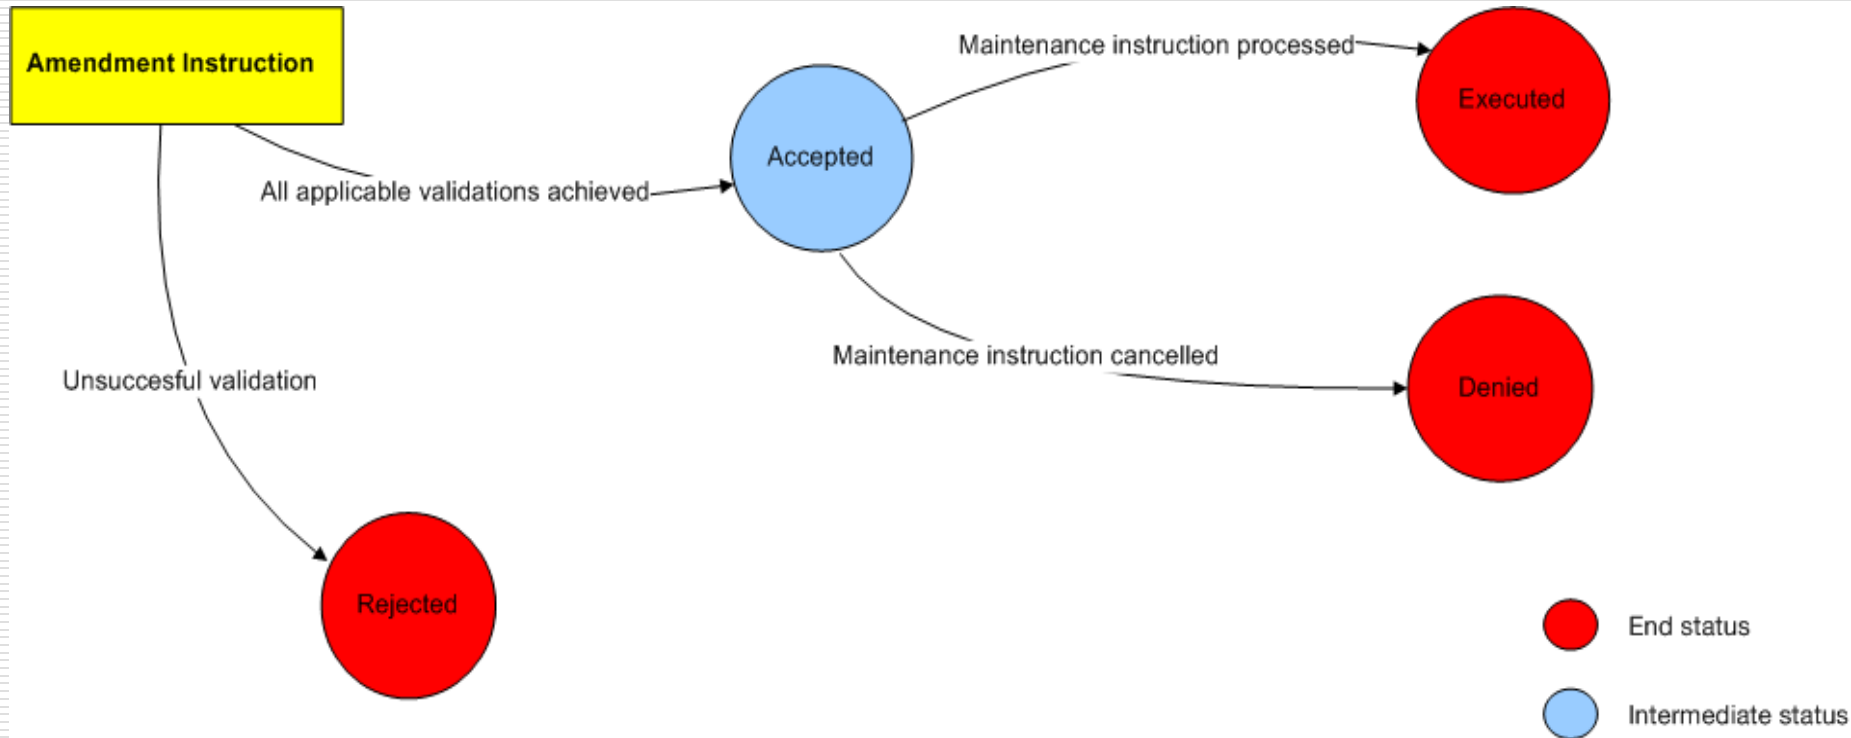 Amendment Instruction
Maintenance instruction processed
Executed
Accepted
All applicable validations achieved
Maintenance instruction cancelled
Denied
Unsuccesful validation
Rejected
End status
Intermediate status